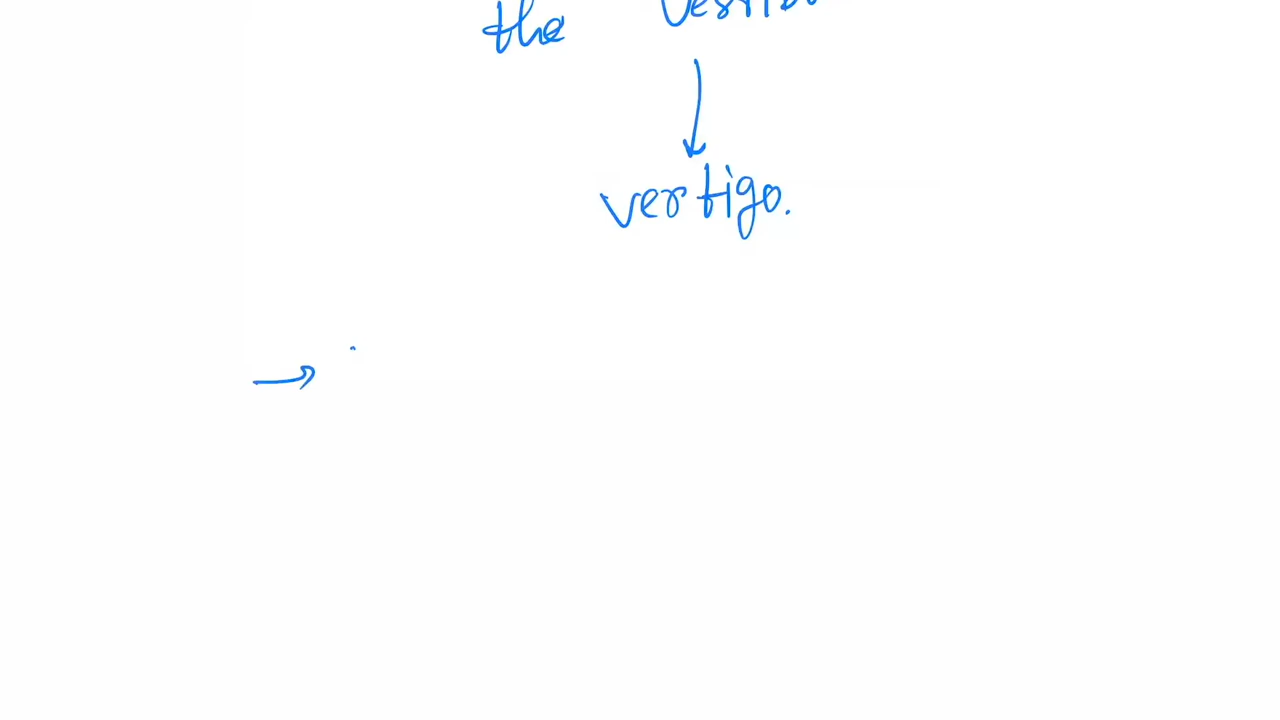 the
↓
vertigo.
→